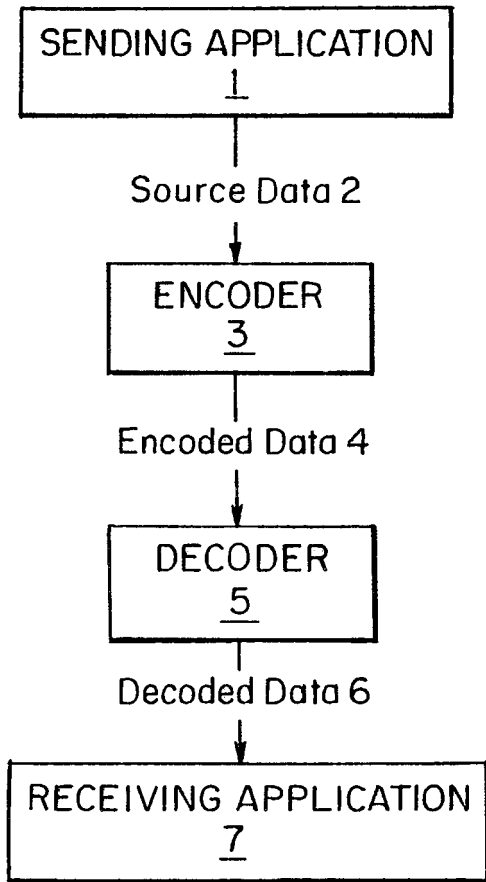 SENDING APPLICATION
1
Source Data 2
ENCODER
3
Encoded Data 4
DECODER
5
Decoded Data 6
RECEIVING APPLICATION
7